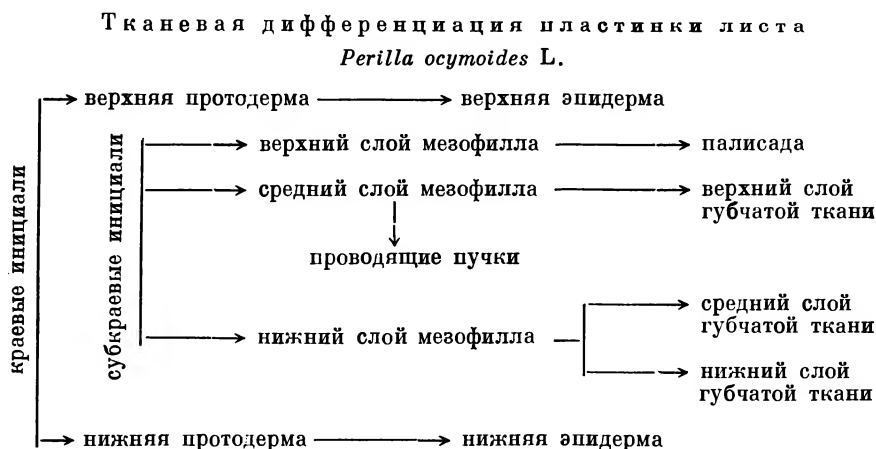 Тканевая дифференциация пластинки листа
Perilla ocymoides L.
краевые инициали
верхняя протодерма верхняя эпидерма
субкраевые инициали
верхний слой мезофилла палисада
средний слой мезофилла верхний слой
губчатой ткани
проводящие пучки
средний слой
губчатой ткани
нижний слой мезофилла
нижний слой
губчатой ткани
нижняя протодерма нижняя эпидерма